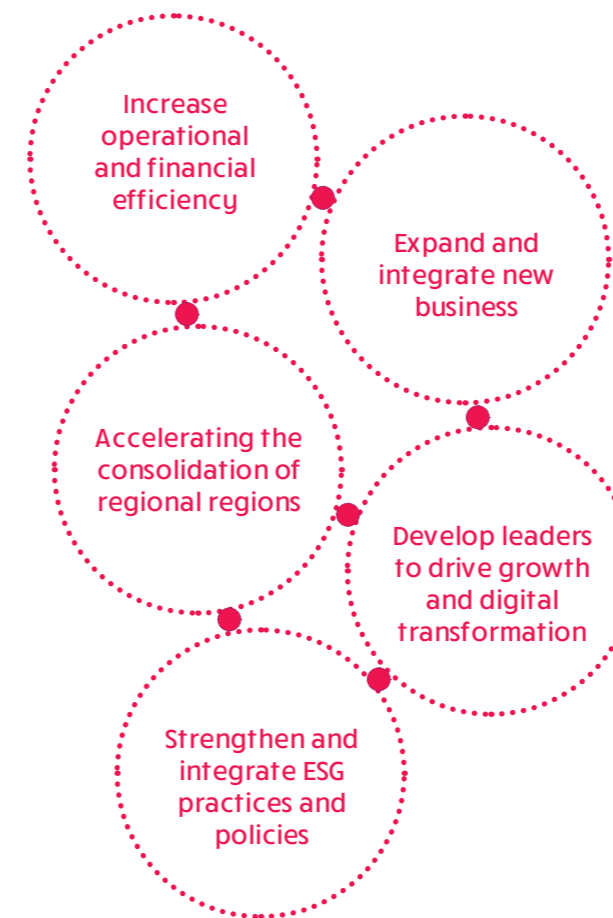 Increase
operational
and financial
efficiency
Expand and
integrate new
business
Accelerating the
consolidation of
regional regions
Develop leaders
to drive growth
and digital
transformation
Strengthen and
integrate ESG
practices and
policies